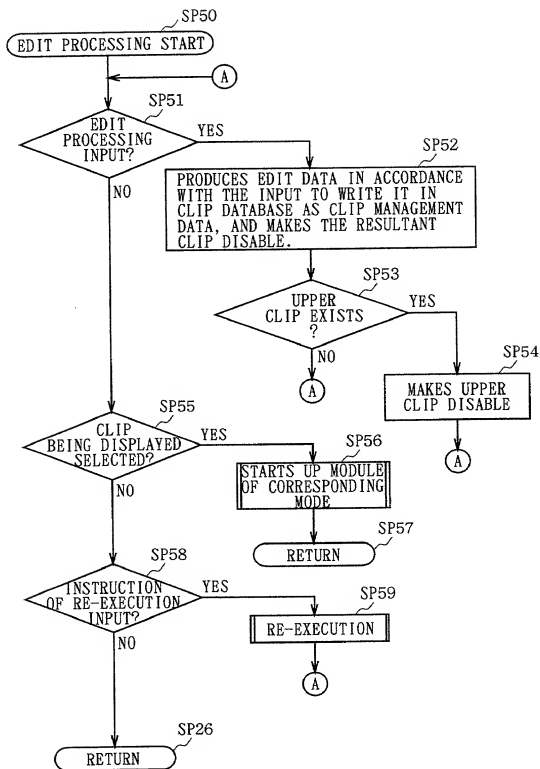 SP50
EDIT PROCESSING START
A
SP51
EDIT
PROCESSING
INPUT?
YES
NO
SP52
PRODUCES EDIT DATA IN ACCORDANCE
WITH THE INPUT TO WRITE IT IN
CLIP DATABASE AS CLIP MANAGEMENT
DATA, AND MAKES THE RESULTANT
CLIP DISABLE.
SP53
UPPER
CLIP EXISTS
?
YES
NO
A
SP54
MAKES UPPER
CLIP DISABLE
A
SP55
CLIP
BEING DISPLAYED
SELECTED?
YES
NO
SP56
STARTS UP MODULE
OF CORRESPONDING
MODE
SP57
RETURN
SP58
INSTRUCTION
OF RE-EXECUTION
INPUT?
YES
NO
SP59
RE-EXECUTION
A
SP26
RETURN